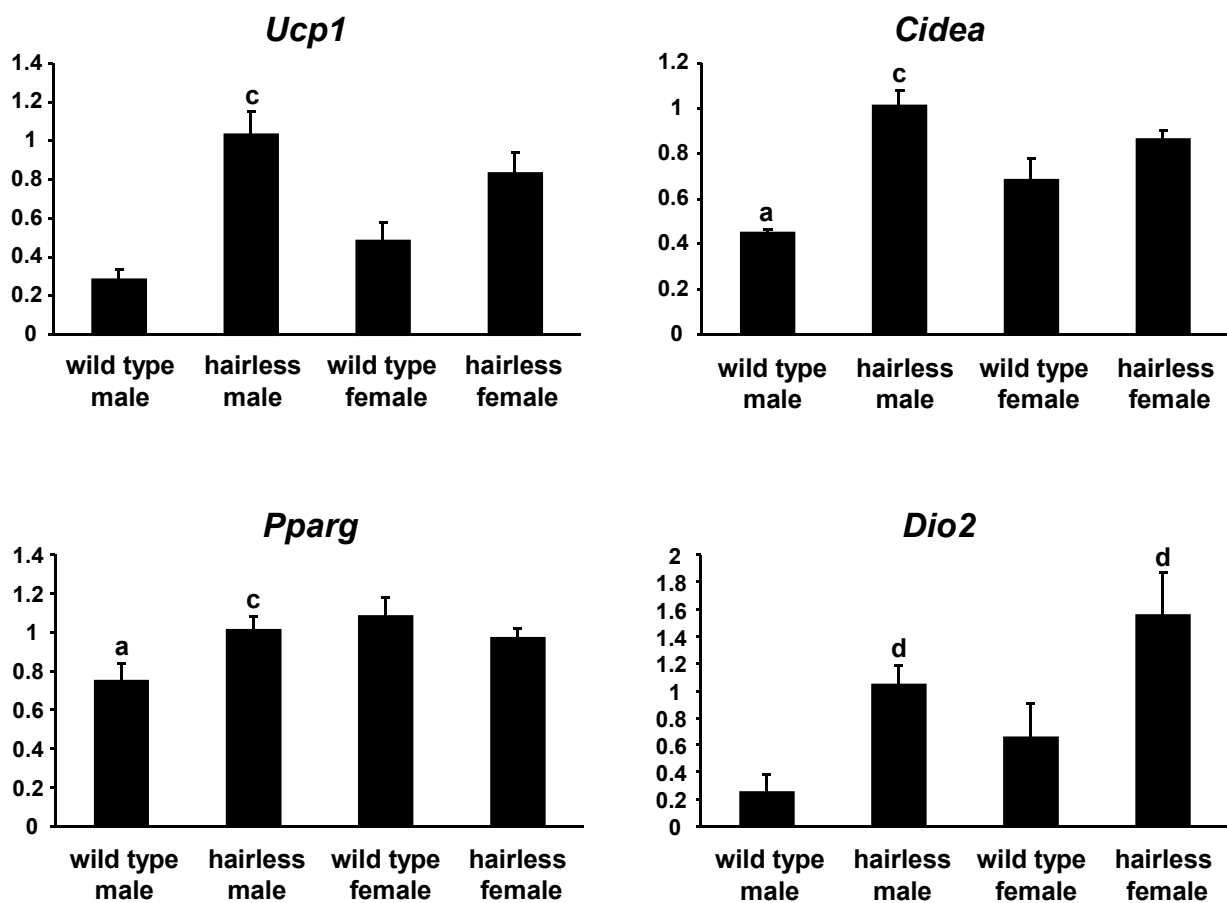 Ucp1
1.4
1.2
1
0.8
0.6
0.4
0.2
0
c
wild type male
hairless male
wild type female
hairless female
Cidea
1.2
1
0.8
0.6
0.4
0.2
0
a
c
wild type male
hairless male
wild type female
hairless female
Pparg
1.4
1.2
1
0.8
0.6
0.4
0.2
0
a
c
wild type male
hairless male
wild type female
hairless female
Dio2
2
1.8
1.6
1.4
1.2
1
0.8
0.6
0.4
0.2
0
d
d
wild type male
hairless male
wild type female
hairless female